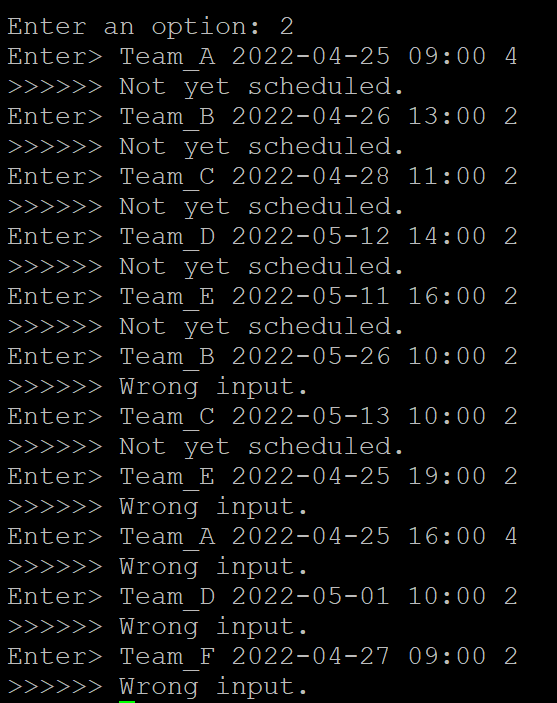 Enter an option: 2
Enter> Team_A 2022-04-25 09:00 4
>>>>>> Not yet scheduled.
Enter> Team_B 2022-04-26 13:00 2
>>>>>> Not yet scheduled.
Enter> Team_C 2022-04-28 11:00 2
>>>>>> Not yet scheduled.
Enter> Team_D 2022-05-12 14:00 2
>>>>>> Not yet scheduled.
Enter> Team_E 2022-05-11 16:00 2
>>>>>> Not yet scheduled.
Enter> Team_B 2022-05-26 10:00 2
>>>>>> Wrong input.
Enter> Team_C 2022-05-13 10:00 2
>>>>>> Not yet scheduled.
Enter> Team_E 2022-04-25 19:00 2
>>>>>> Wrong input.
Enter> Team_A 2022-04-25 16:00 4
>>>>>> Wrong input.
Enter> Team_D 2022-05-01 10:00 2
>>>>>> Wrong input.
Enter> Team_F 2022-04-27 09:00 2
>>>>>> Wrong input.